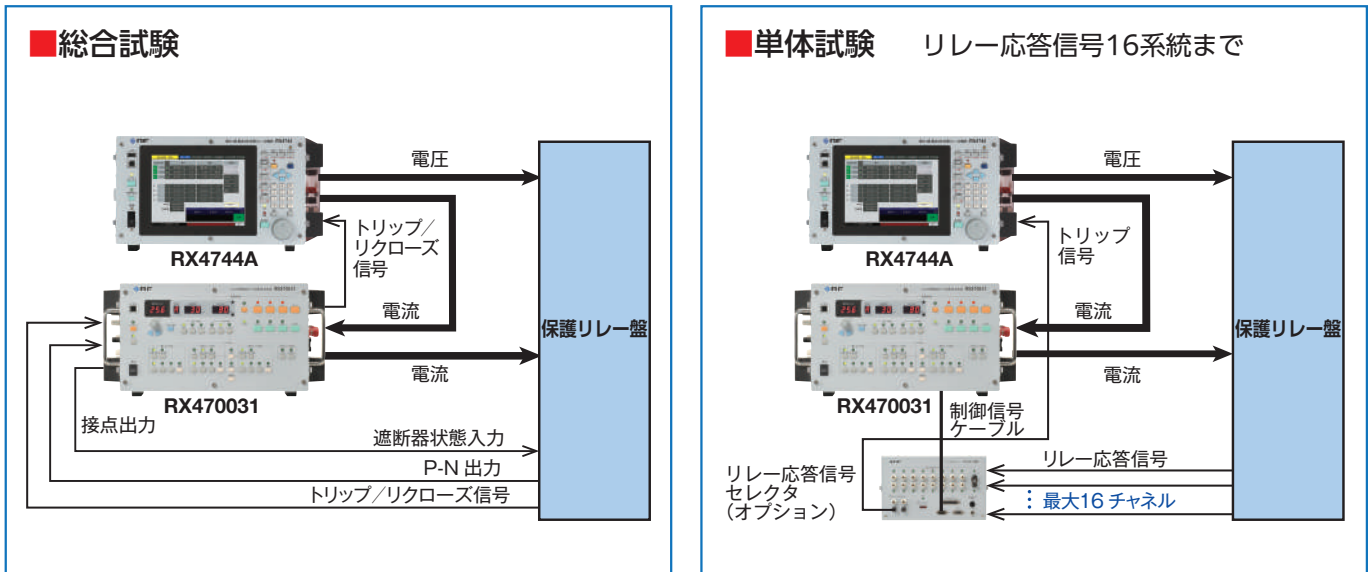 ■総合試験
電圧
トリップ／
リクローズ
信号
RX4744A
電流
保護リレー盤
電流
RX470031
接点出力
遮断器状態入力
P-N 出力
トリップ／リクローズ信号
■単体試験 リレー応答信号16系統まで
電圧
トリップ
信号
RX4744A
電流
保護リレー盤
電流
RX470031
制御信号
ケーブル
リレー応答信号
リレー応答信号
セレクタ
（オプション）
⋮最大16 チャネル